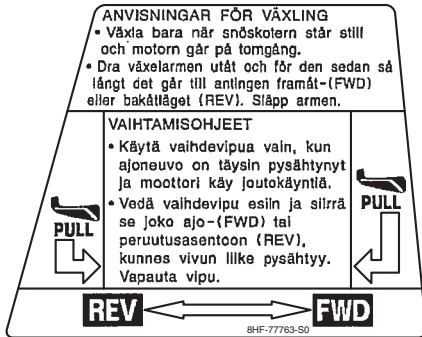 ANVISNINGAR FÖR VÄXLING
• Växla bara när snöskotern står still
och motorn går på tomgång.
• Dra växelarmen utåt och för den sedan så
långt det går till antingen framåt-(FWD)
eller bakåtläget (REV). Släpp armen.
VAIHTAMISOHJEET
• Käytä vaihdevipua vain, kun
ajoneuvo on täysin pysähtynyt
ja moottori käy joutokäyntiä.
• Vedä vaihdevipu esiin ja siirrä
se joko ajo-(FWD) tai
peruutusasentoon (REV),
kunnes vivun liike pysähtyy.
Vapauta vipu.
PULL
PULL
REV
FWD
8HF-77763-S0